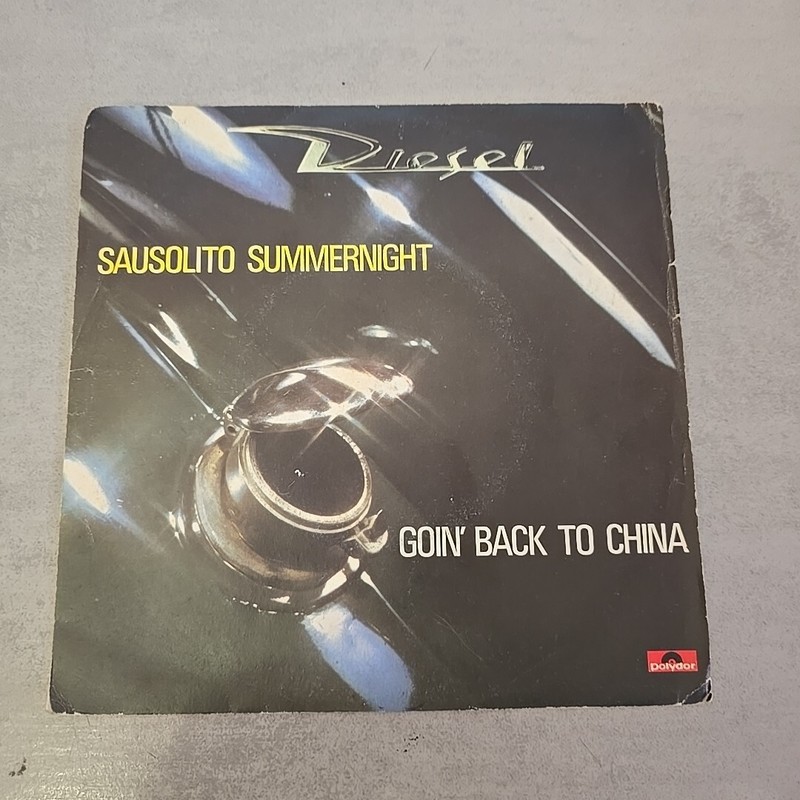 Diesel
SAUSOLITO SUMMERNIGHT
GOIN' BACK TO CHINA
polydor